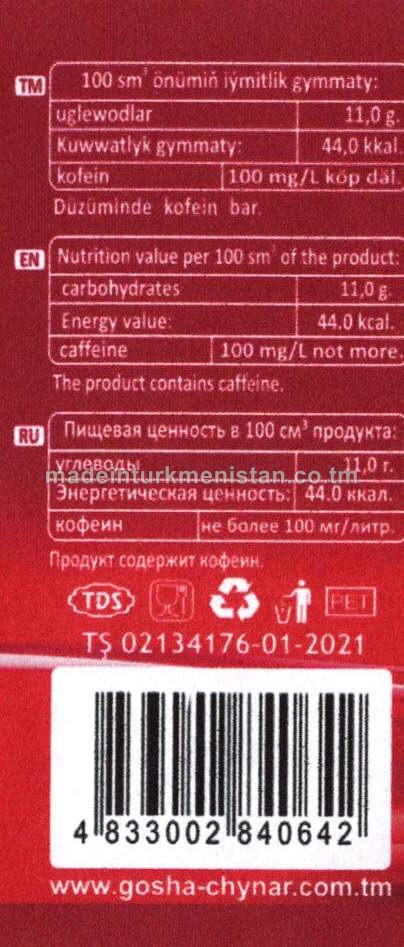 TM
100 sm³ önümiň iýmitlik gymmaty:
uglewodlar 11,0 g.
Kuwwatlyk gymmaty: 44,0 kkal.
kofein 100 mg/L köp däl.
Düzüminde kofein bar.
EN
Nutrition value per 100 sm³ of the product:
carbohydrates 11,0 g.
Energy value: 44.0 kcal.
caffeine 100 mg/L not more.
The product contains caffeine.
RU
Пищевая ценность в 100 см³ продукта:
углеводы 11,0 г.
madeinturkmenistan.co.tm
Энергетическая ценность: 44.0 ккал.
кофеин не более 100 мг/литр.
Продукт содержит кофеин.
TDS
PET
TŞ 02134176-01-2021
4 833002 840642
www.gosha-chynar.com.tm